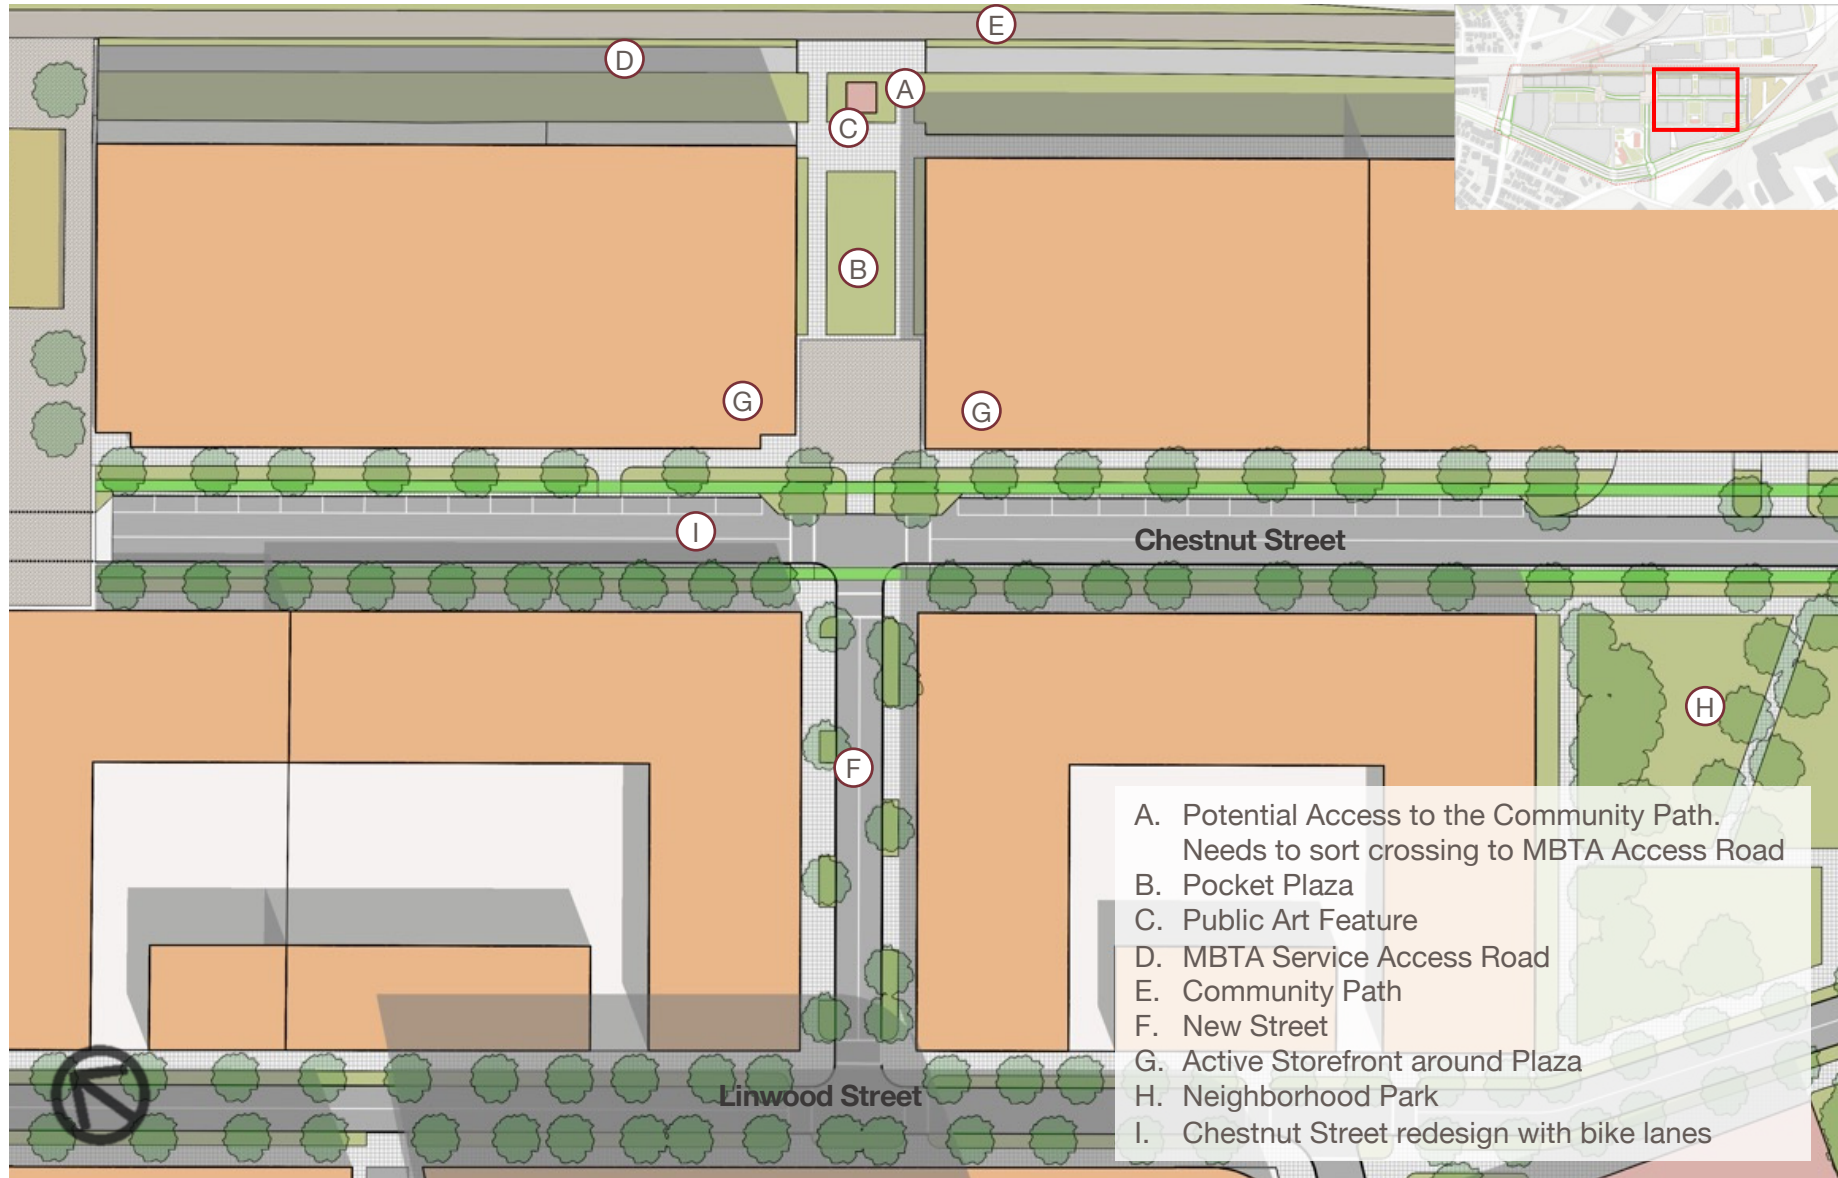 E
D
A
C
B
G
G
I
Chestnut Street
H
F
A. Potential Access to the Community Path.
Needs to sort crossing to MBTA Access Road
B. Pocket Plaza
C. Public Art Feature
D. MBTA Service Access Road
E. Community Path
F. New Street
G. Active Storefront around Plaza
H. Neighborhood Park
I. Chestnut Street redesign with bike lanes
Linwood Street